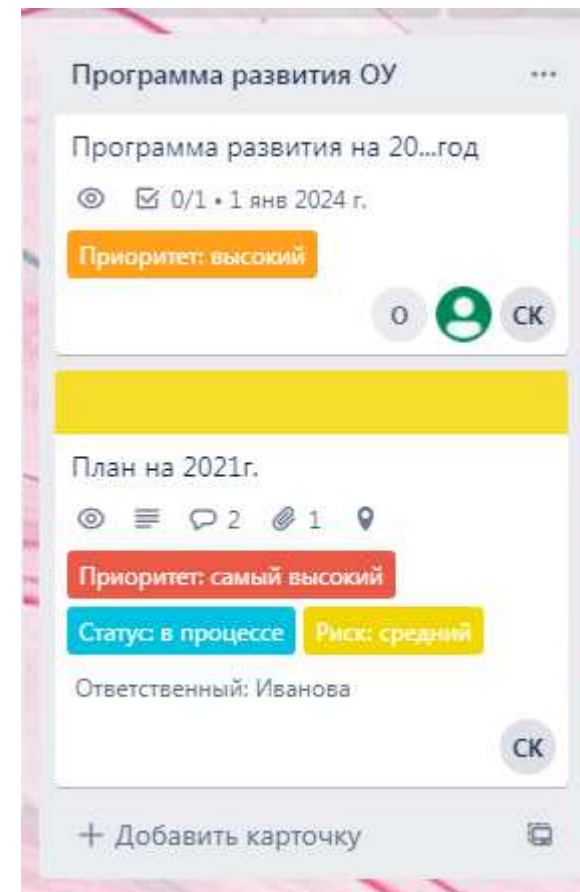 Программа развития ОУ
Программа развития на 20...год
0/1 • 1 янв 2024 г.
Приоритет: высокий
О СК
План на 2021г.
2 1
Приоритет: самый высокий
Статус: в процессе Риск: средний
Ответственный: Иванова
СК
+ Добавить карточку